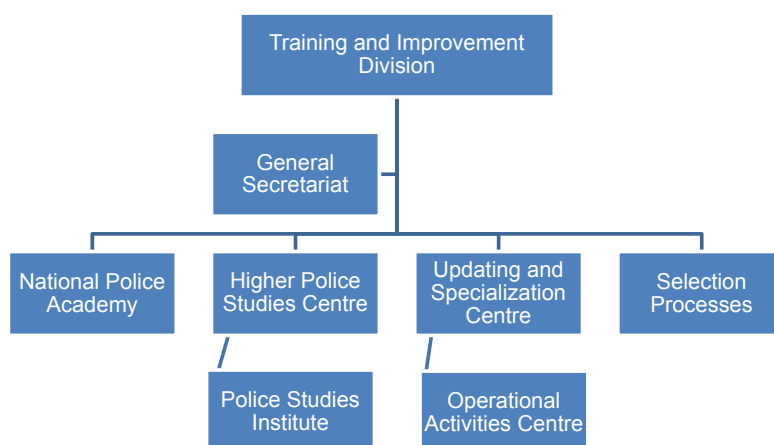 Training and Improvement
Division
General
Secretariat
National Police
Academy
Higher Police
Studies Centre
Updating and
Specialization
Centre
Selection
Processes
Police Studies
Institute
Operational
Activities Centre